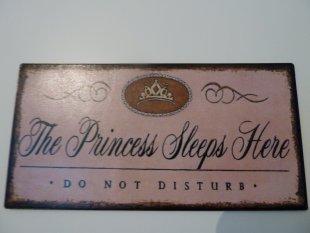 The Princess Sleeps Here
· DO NOT DISTURB ·